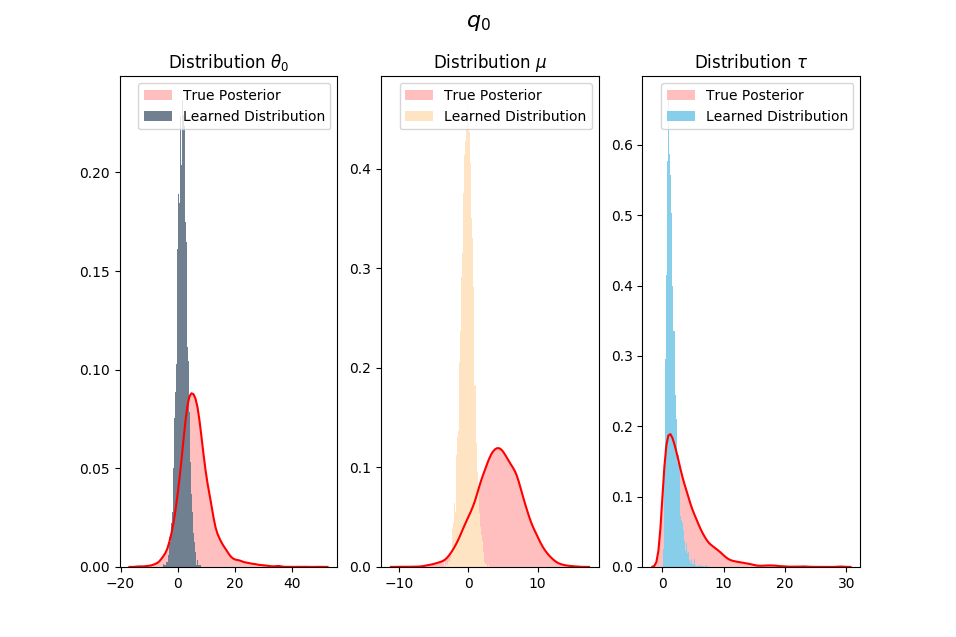 q₀
Distribution θ₀
True Posterior
Learned Distribution
0.20
0.15
0.10
0.05
0.00
−20
0
20
40
Distribution μ
True Posterior
Learned Distribution
0.4
0.3
0.2
0.1
0.0
−10
0
10
Distribution τ
True Posterior
Learned Distribution
0.6
0.5
0.4
0.3
0.2
0.1
0.0
0
10
20
30